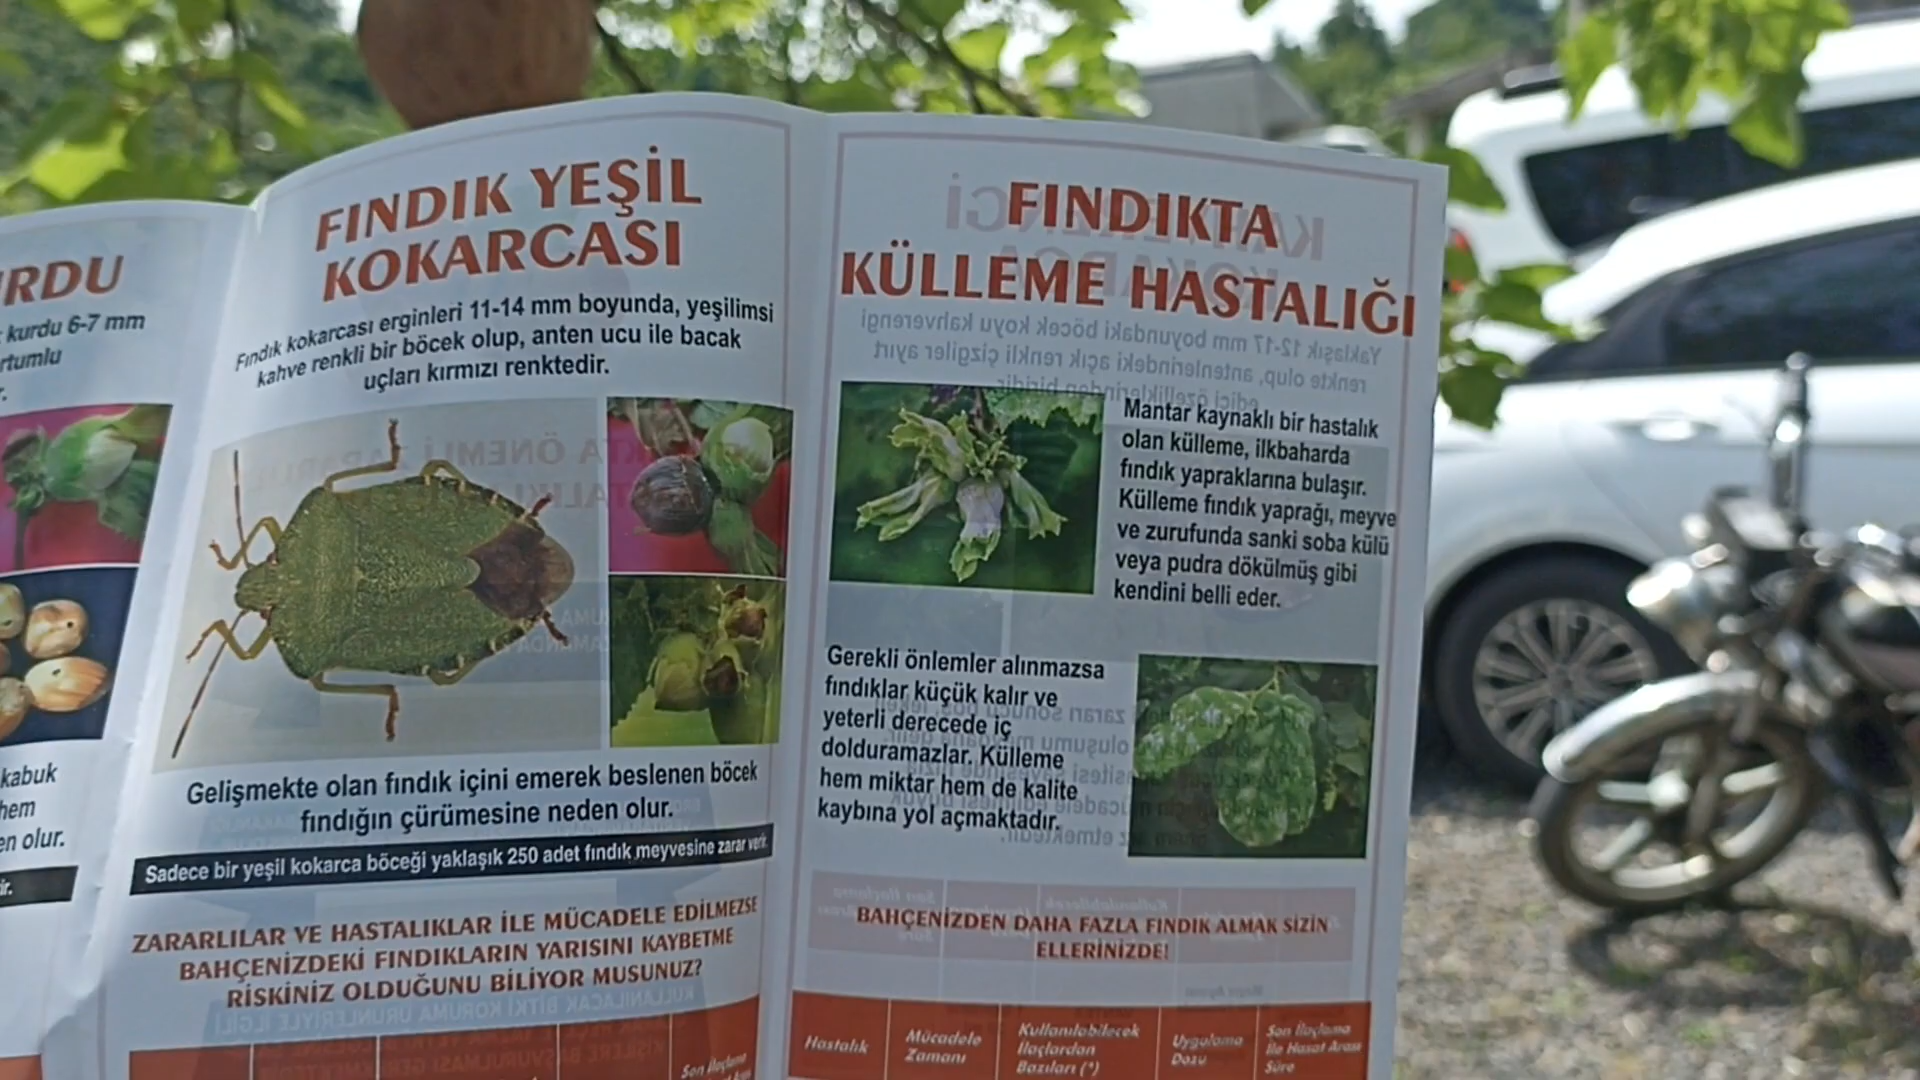 RDU
kurdu 6-7 mm
rtumlu
kabuk
hem
en olur.
ir.
FINDIK YEŞİL
KOKARCASI
Fındık kokarcası erginleri 11-14 mm boyunda, yeşilimsi
kahve renkli bir böcek olup, anten ucu ile bacak
uçları kırmızı renktedir.
Gelişmekte olan fındık içini emerek beslenen böcek
fındığın çürümesine neden olur.
Sadece bir yeşil kokarca böceği yaklaşık 250 adet fındık meyvesine zarar verir.
ZARARLILAR VE HASTALIKLAR İLE MÜCADELE EDİLMEZSE
BAHÇENİZDEKİ FINDIKLARIN YARISINI KAYBETME
RİSKİNİZ OLDUĞUNU BİLİYOR MUSUNUZ?
Son İlaçlama
FINDIKTA
KÜLLEME HASTALIĞI
Mantar kaynaklı bir hastalık
olan külleme, ilkbaharda
fındık yapraklarına bulaşır.
Külleme fındık yaprağı, meyve
ve zurufunda sanki soba külü
veya pudra dökülmüş gibi
kendini belli eder.
Gerekli önlemler alınmazsa
fındıklar küçük kalır ve
yeterli derecede iç
dolduramazlar. Külleme
hem miktar hem de kalite
kaybına yol açmaktadır.
BAHÇENİZDEN DAHA FAZLA FINDIK ALMAK SİZİN
ELLERİNİZDE!
Hastalık
Mücadele
Zamanı
Kullanılabilecek
İlaçlardan
Bazıları (*)
Uygulama
Dozu
Son İlaçlama
İle Hasat Arası
Süre